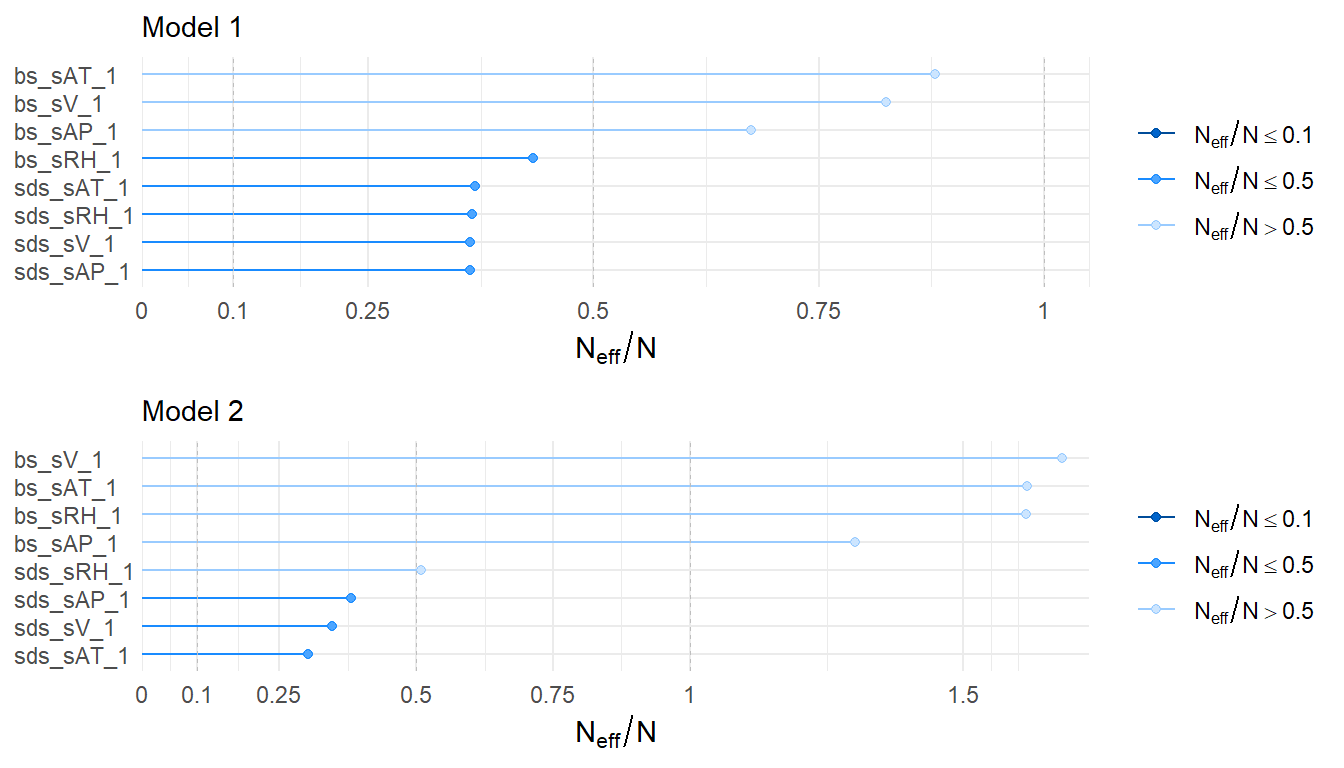 Model 1
bs_sAT_1
bs_sV_1
bs_sAP_1
bs_sRH_1
sds_sAT_1
sds_sRH_1
sds_sV_1
sds_sAP_1
0 0.1 0.25 0.5 0.75 1
Neff/N
Neff/N ≤ 0.1
Neff/N ≤ 0.5
Neff/N > 0.5
Model 2
bs_sV_1
bs_sAT_1
bs_sRH_1
bs_sAP_1
sds_sRH_1
sds_sAP_1
sds_sV_1
sds_sAT_1
0 0.1 0.25 0.5 0.75 1 1.5
Neff/N
Neff/N ≤ 0.1
Neff/N ≤ 0.5
Neff/N > 0.5